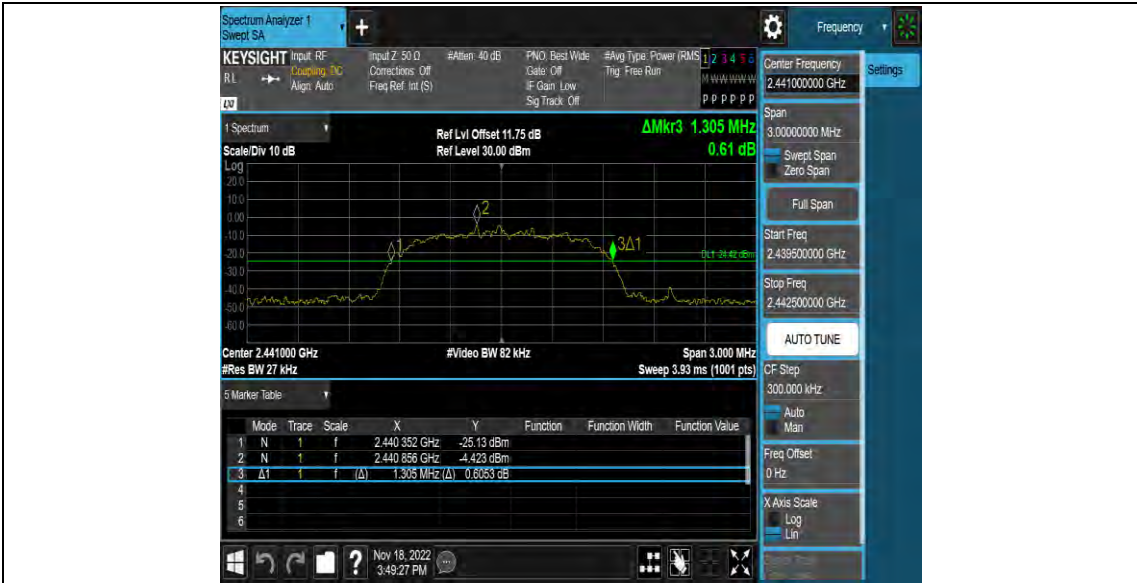 Spectrum Analyzer 1
Swept SA
+
Frequency
KEYSIGHT
RL
LXI
Input: RF
Coupling: DC
Align: Auto
Input Z: 50 Ω
Corrections: Off
Freq Ref: Int (S)
#Atten: 40 dB
PNO: Best Wide
Gate: Off
IF Gain: Low
Sig Track: Off
#Avg Type: Power (RMS
Trig: Free Run
1 2 3 4 5 6
M W W W W W
P P P P P P
1 Spectrum
Scale/Div 10 dB
Ref Lvl Offset 11.75 dB
Ref Level 30.00 dBm
ΔMkr3 1.305 MHz
0.61 dB
Log
20.0
10.0
0.00
-10.0
-20.0
-30.0
-40.0
-50.0
-60.0
1
2
3Δ1
DL1 -24.42 dBm
Center 2.441000 GHz
#Video BW 82 kHz
Span 3.000 MHz
#Res BW 27 kHz
Sweep 3.93 ms (1001 pts)
5 Marker Table
Mode Trace Scale X Y Function Function Width Function Value
1 N 1 f 2.440 352 GHz -25.13 dBm
2 N 1 f 2.440 856 GHz -4.423 dBm
3 Δ1 1 f (Δ) 1.305 MHz (Δ) 0.6053 dB
4
5
6
Nov 18, 2022
3:49:27 PM
?
Center Frequency
2.441000000 GHz
Settings
Span
3.00000000 MHz
Swept Span
Zero Span
Full Span
Start Freq
2.439500000 GHz
Stop Freq
2.442500000 GHz
AUTO TUNE
CF Step
300.000 kHz
Auto
Man
Freq Offset
0 Hz
X Axis Scale
Log
Lin